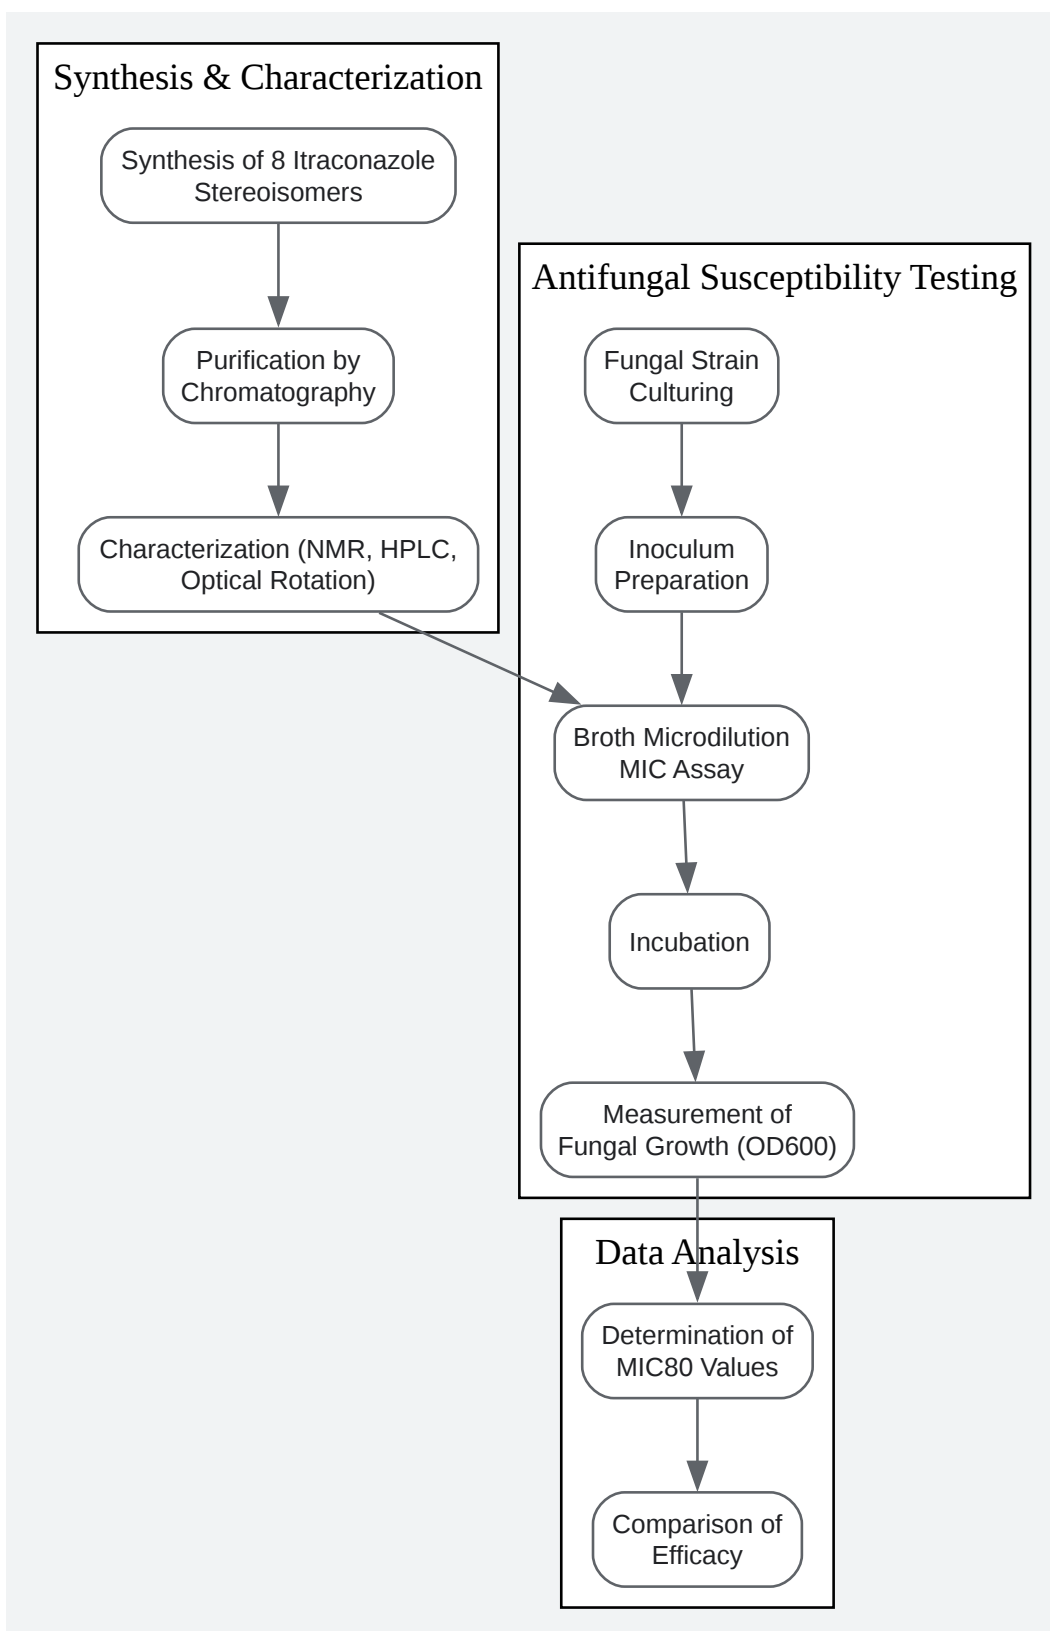 Synthesis & Characterization
Synthesis of 8 Itraconazole
Stereoisomers
Purification by
Chromatography
Characterization (NMR, HPLC,
Optical Rotation)
Antifungal Susceptibility Testing
Fungal Strain
Culturing
Inoculum
Preparation
Broth Microdilution
MIC Assay
Incubation
Measurement of
Fungal Growth (OD600)
Data Analysis
Determination of
MIC80 Values
Comparison of
Efficacy